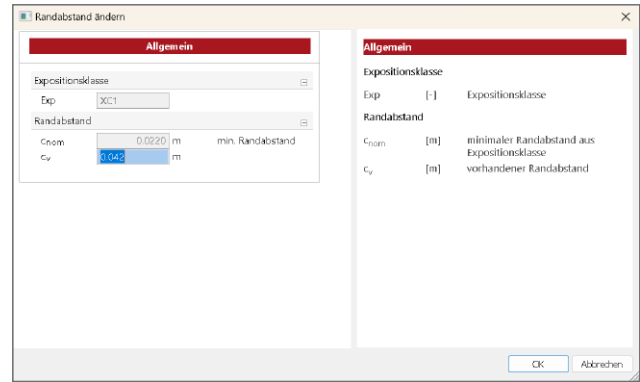 Randabstand ändern
Allgemein
Expositionsklasse
Exp XC1
Randabstand
cnom 0.0220 m min. Randabstand
cv 0.042 m
Allgemein
Expositionsklasse
Exp [-] Expositionsklasse
Randabstand
cnom [m] minimaler Randabstand aus
Expositionsklasse
cv [m] vorhandener Randabstand
OK Abbrechen